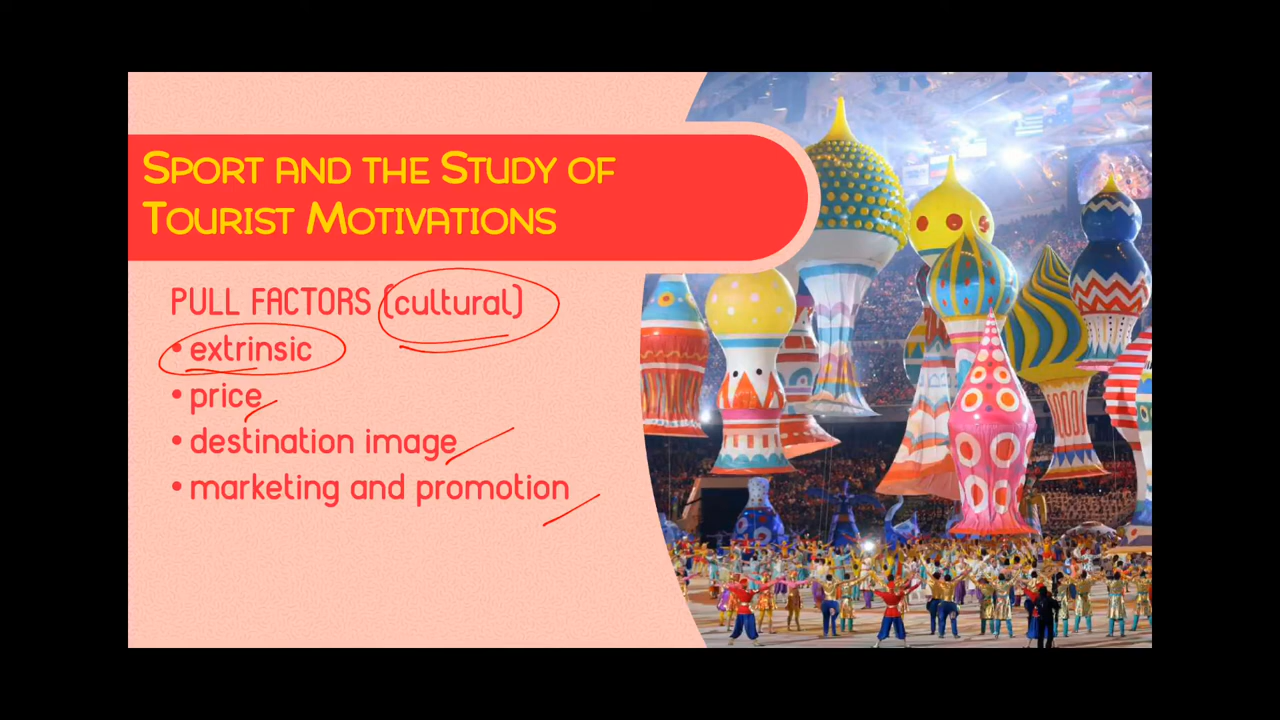 SPORT AND THE STUDY OF
TOURIST MOTIVATIONS
PULL FACTORS (cultural)
• extrinsic
• price
• destination image
• marketing and promotion